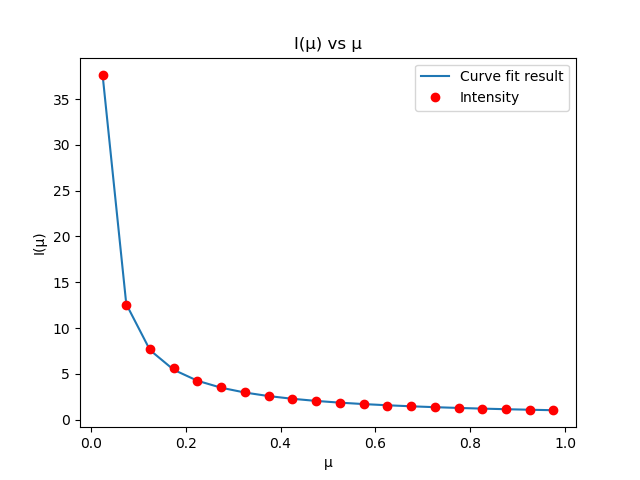 I(μ) vs μ
Curve fit result
Intensity
I(μ)
35
30
25
20
15
10
5
0
0.0 0.2 0.4 0.6 0.8 1.0
μ